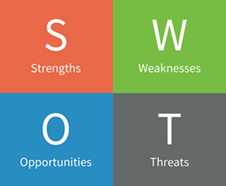 S W
Strengths Weaknesses
O T
Opportunities Threats